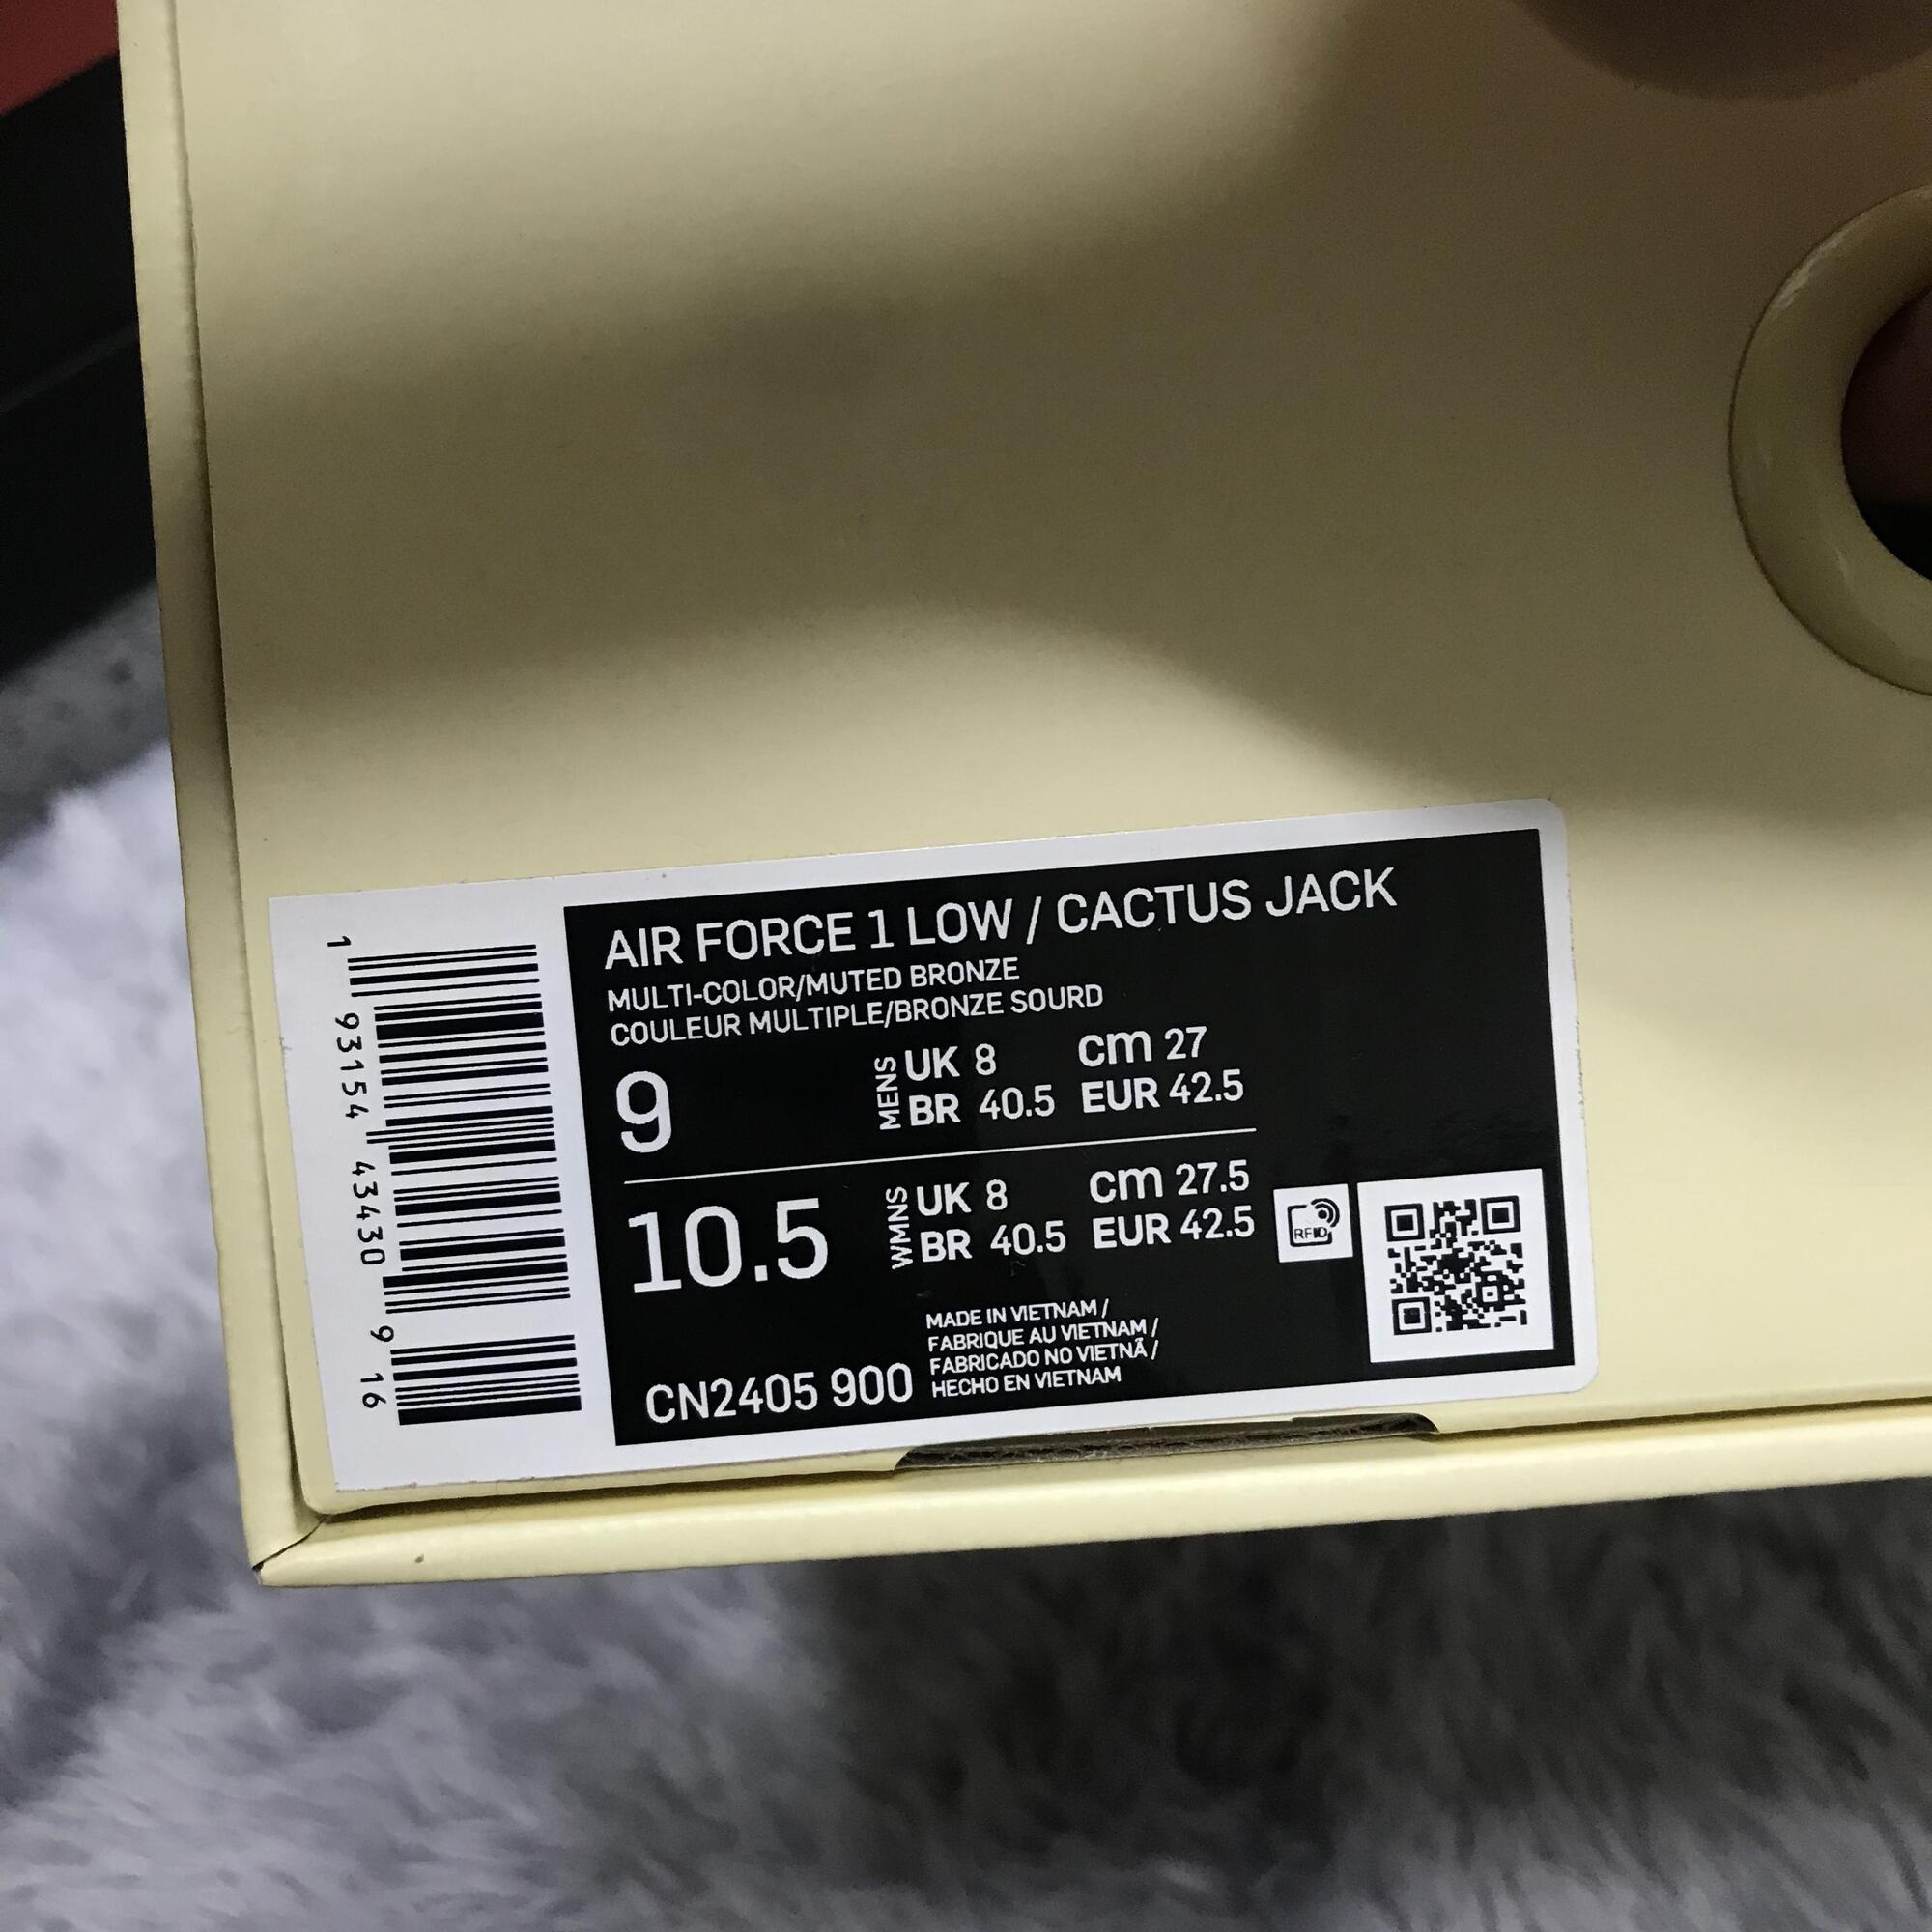 1 93154 43430 9 16
AIR FORCE 1 LOW / CACTUS JACK
MULTI-COLOR/MUTED BRONZE
COULEUR MULTIPLE/BRONZE SOURD
9 MENS UK 8 cm 27
BR 40.5 EUR 42.5
10.5 WMNS UK 8 cm 27.5
BR 40.5 EUR 42.5
RFID
MADE IN VIETNAM /
FABRIQUE AU VIETNAM /
FABRICADO NO VIETNÃ /
HECHO EN VIETNAM
CN2405 900